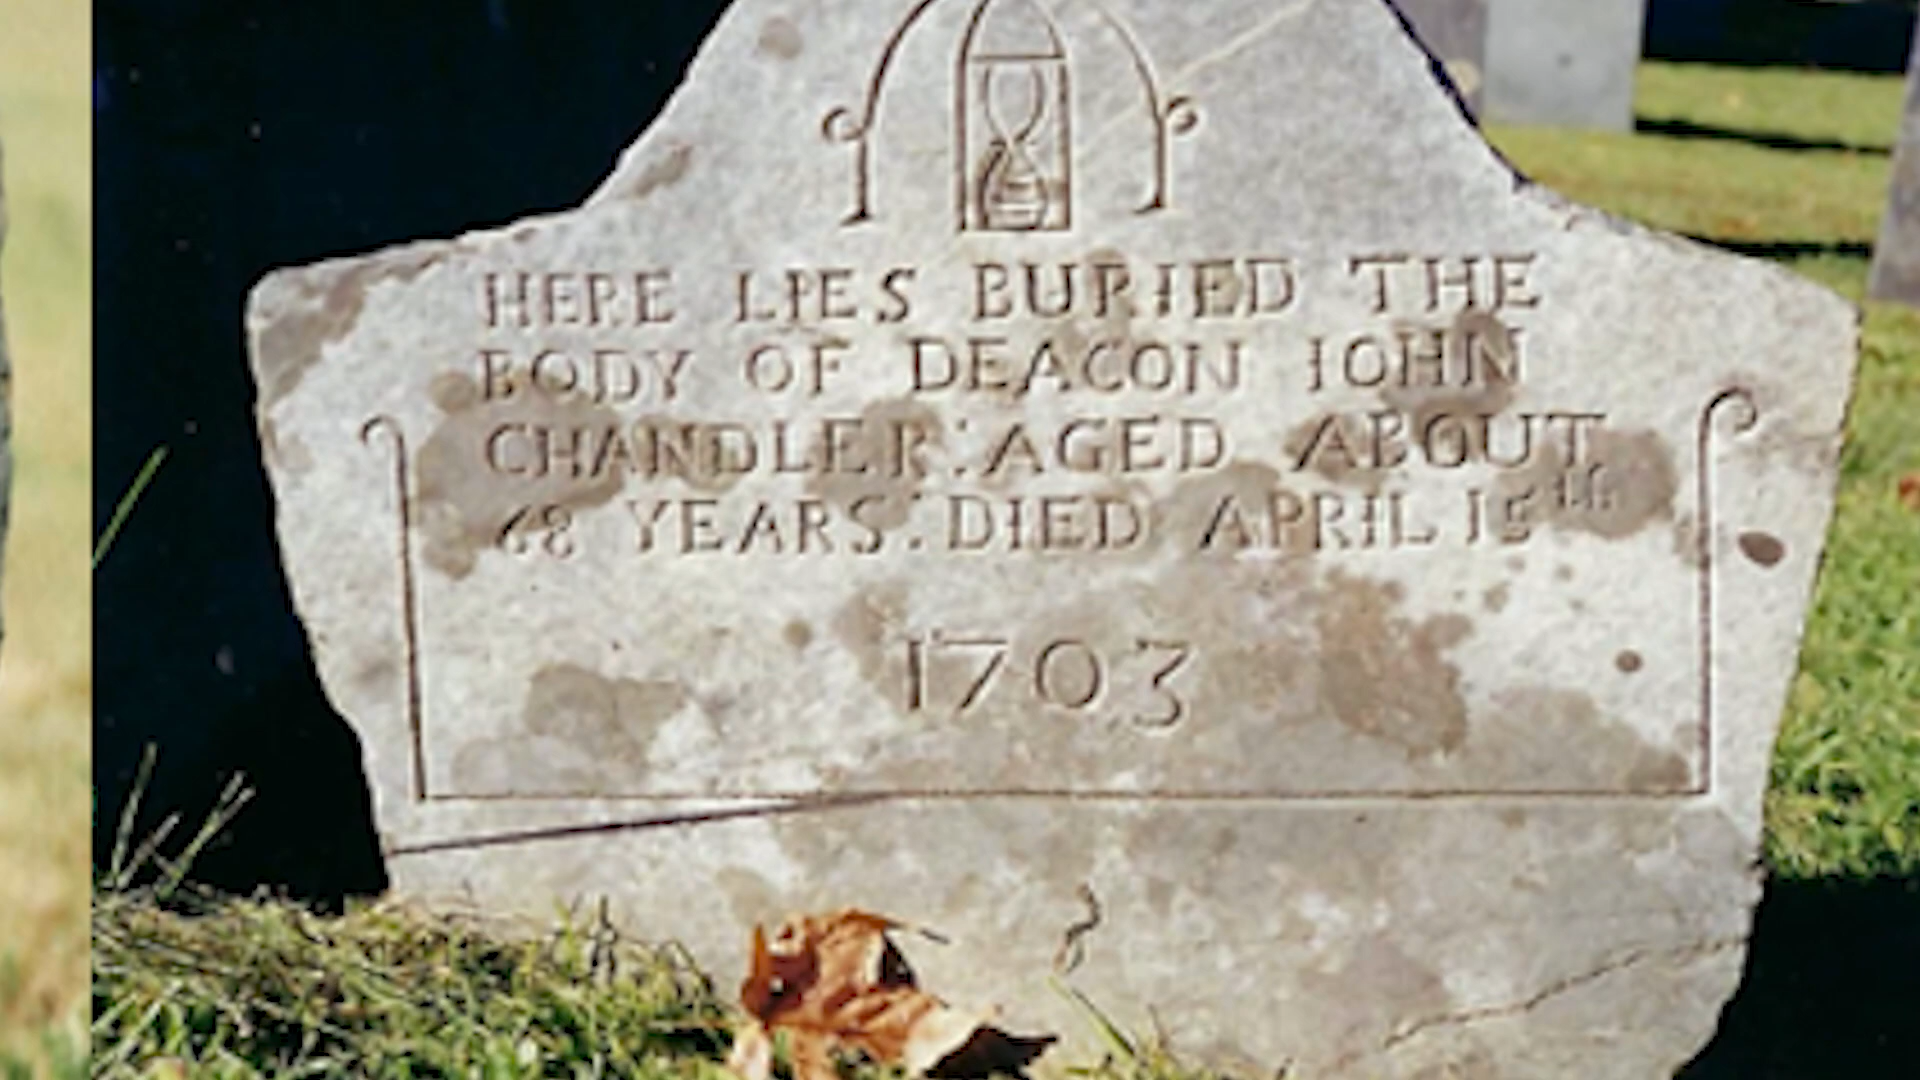 HERE LIES BURIED THE
BODY OF DEACON IOHN
CHANDLER: AGED ABOUT
68 YEARS: DIED APRIL 15th
1703